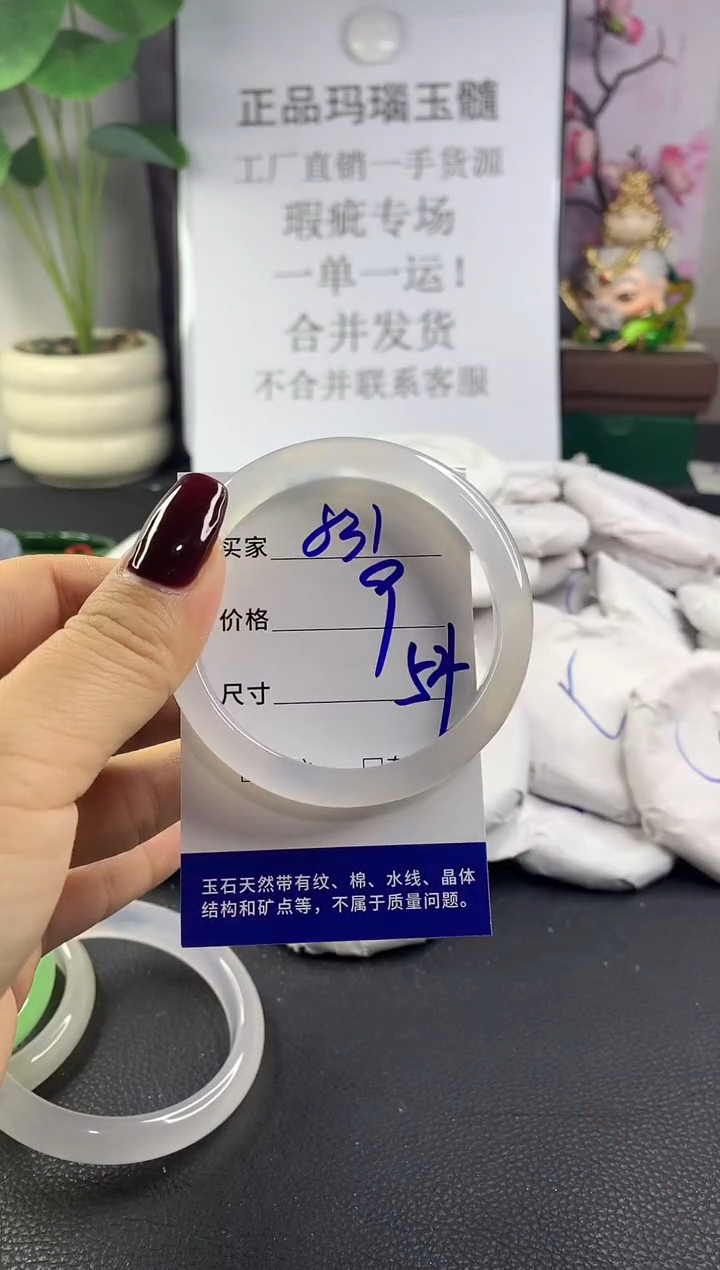 正品玛瑙玉髓
工厂直销一手货源
瑕疵专场
一单一运!
合并发货
不合并联系客服
买家 831
价格 9
尺寸 54
玉石天然带有纹、棉、水线、晶体
结构和矿点等，不属于质量问题。